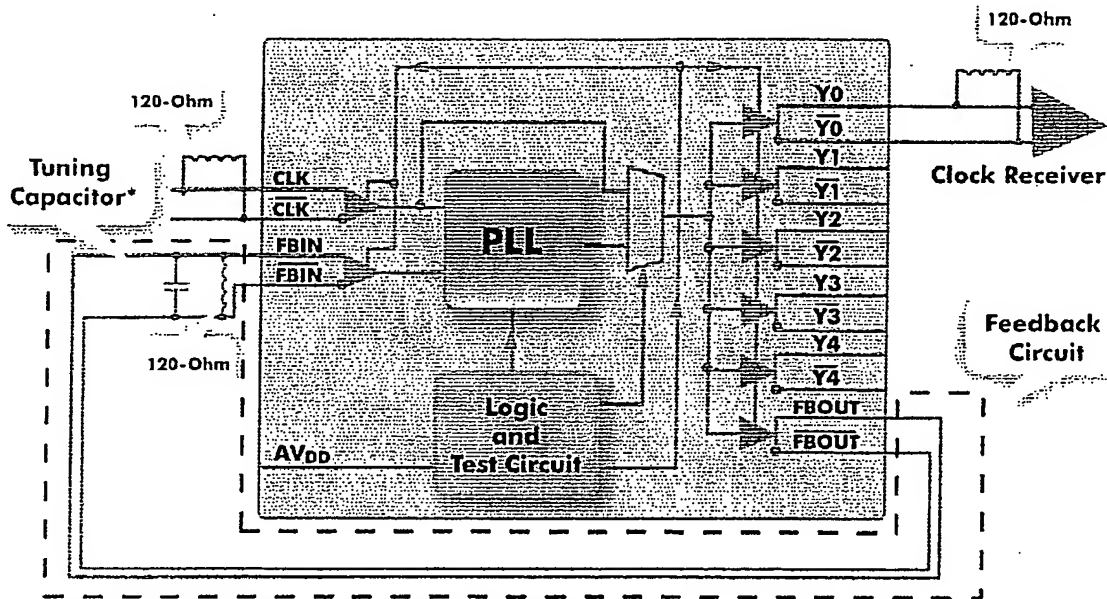 120-Ohm
120-Ohm
Tuning
Capacitor*
CLK
CLK
FBIN
FBIN
120-Ohm
AVDD
PLL
Logic
and
Test Circuit
Y0
Y0
Y1
Y1
Y2
Y2
Y3
Y3
Y4
Y4
FBOUT
FBOUT
Clock Receiver
Feedback
Circuit